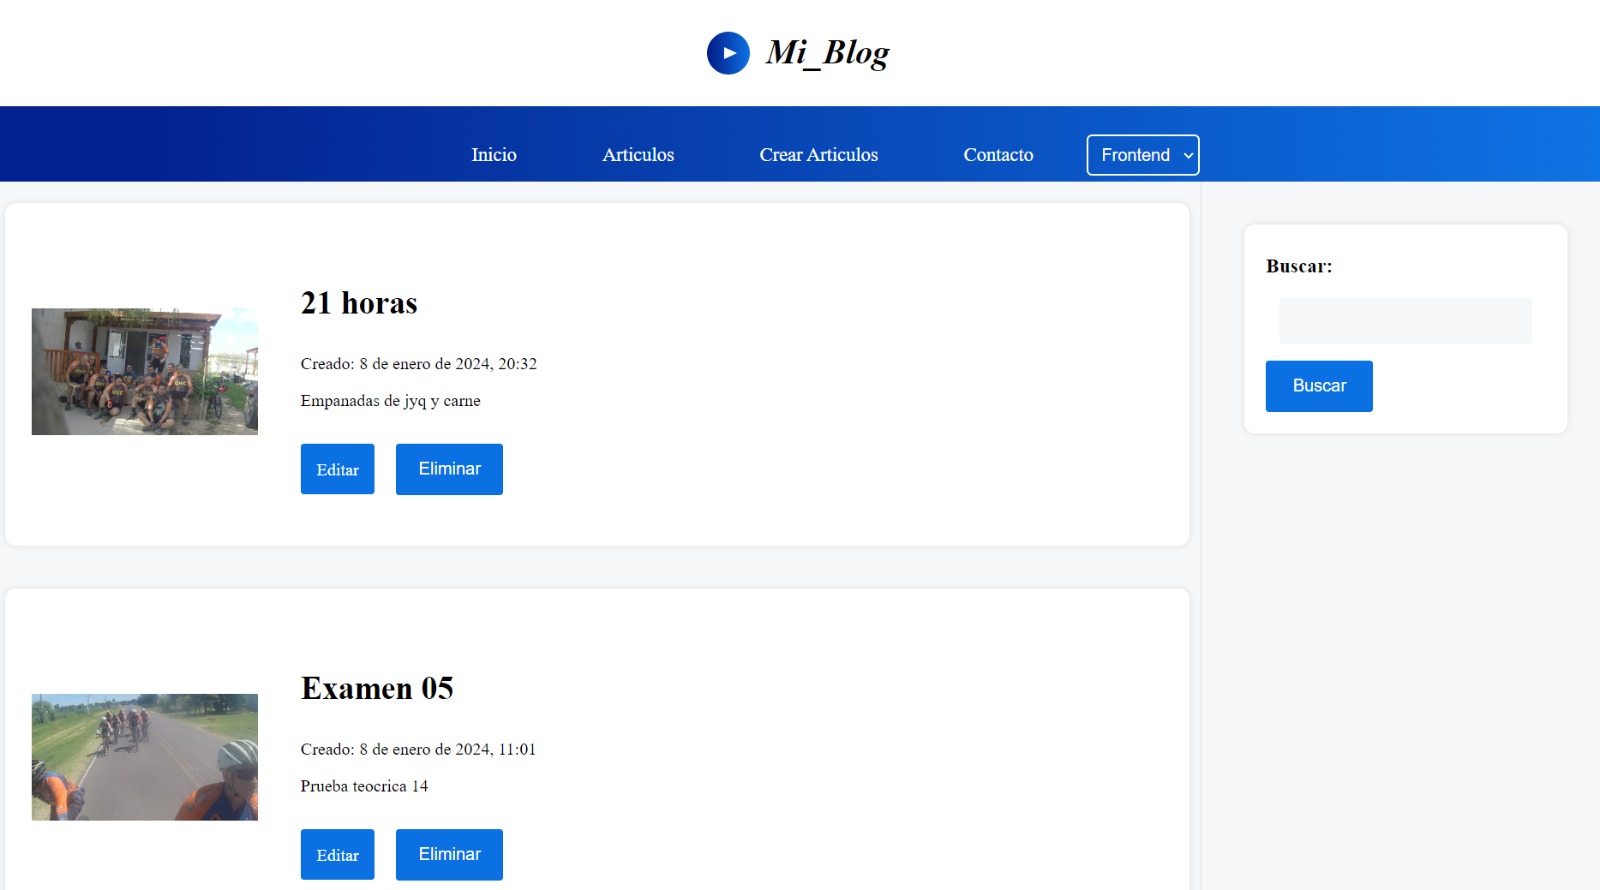 Mi_Blog
Inicio Articulos Crear Articulos Contacto Frontend
21 horas
Creado: 8 de enero de 2024, 20:32
Empanadas de jyq y carne
Editar Eliminar
Buscar:
Buscar
Examen 05
Creado: 8 de enero de 2024, 11:01
Prueba teocrica 14
Editar Eliminar